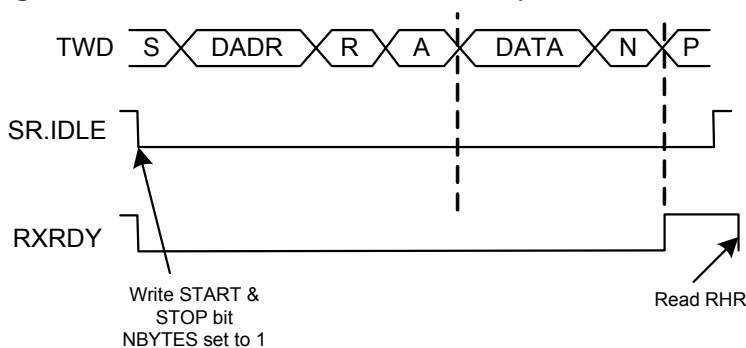 TWD S DADR R A DATA N P
SR.IDLE
RXRDY
Write START &
STOP bit
NBYTES set to 1
Read RHR